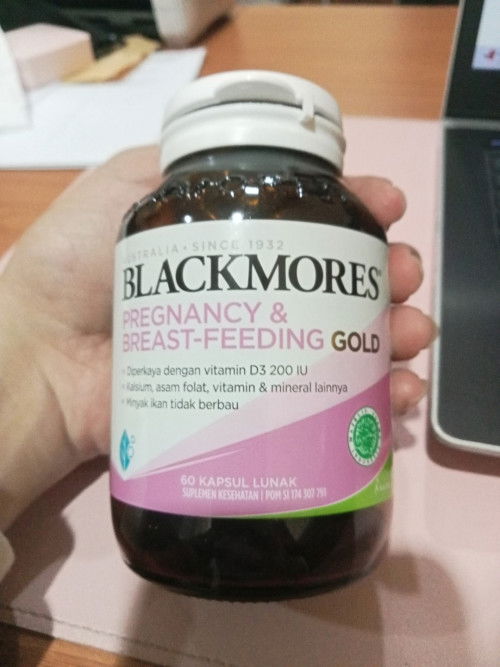 AUSTRALIA • SINCE 1932
BLACKMORES®
PREGNANCY &
BREAST-FEEDING GOLD
Diperkaya dengan vitamin D3 200 IU
Kalsium, asam folat, vitamin & mineral lainnya
Minyak ikan tidak berbau
60 KAPSUL LUNAK
SUPLEMEN KESEHATAN | POM SI 174 307 791